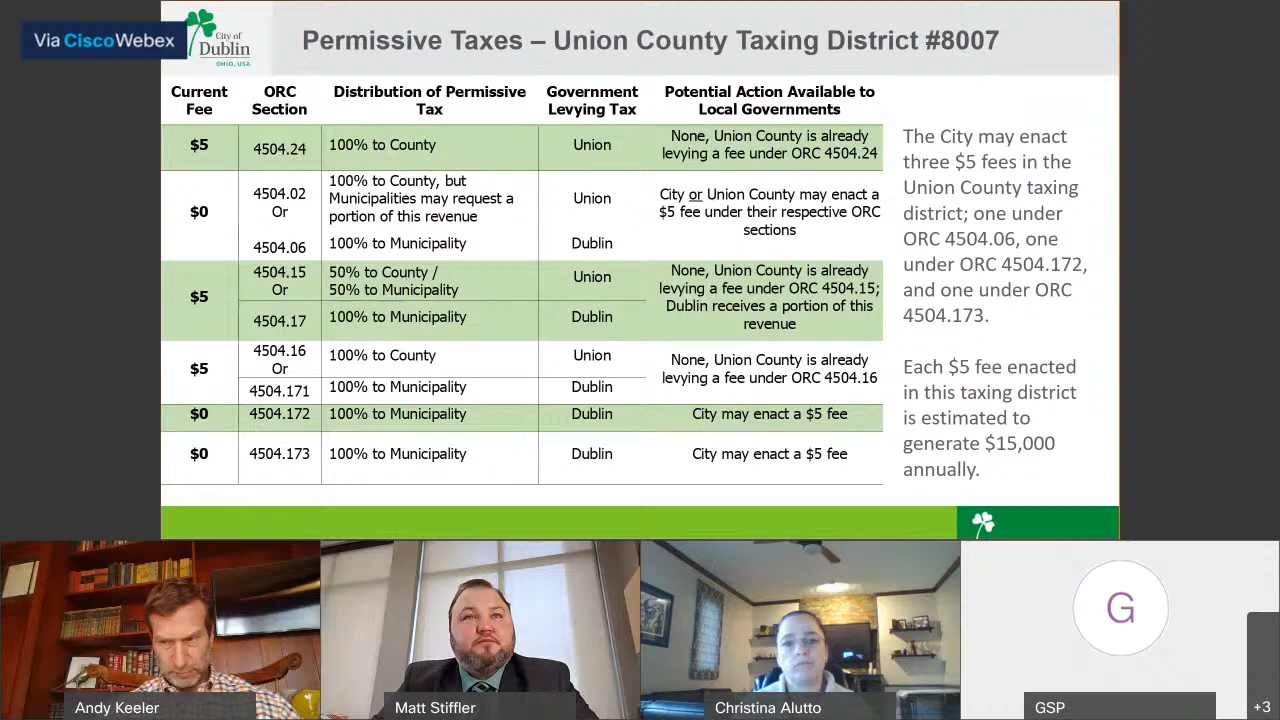 Via CiscoWebex
City of
Dublin
OHIO, USA
Permissive Taxes – Union County Taxing District #8007
Current
Fee
ORC
Section
Distribution of Permissive
Tax
Government
Levying Tax
Potential Action Available to
Local Governments
$5
4504.24
100% to County
Union
None, Union County is already
levying a fee under ORC 4504.24
$0
4504.02
Or
100% to County, but
Municipalities may request a
portion of this revenue
Union
City or Union County may enact a
$5 fee under their respective ORC
sections
4504.06
100% to Municipality
Dublin
$5
4504.15
Or
50% to County /
50% to Municipality
Union
None, Union County is already
levying a fee under ORC 4504.15;
Dublin receives a portion of this
revenue
4504.17
100% to Municipality
Dublin
$5
4504.16
Or
100% to County
Union
None, Union County is already
levying a fee under ORC 4504.16
4504.171
100% to Municipality
Dublin
$0
4504.172
100% to Municipality
Dublin
City may enact a $5 fee
$0
4504.173
100% to Municipality
Dublin
City may enact a $5 fee
The City may enact
three $5 fees in the
Union County taxing
district; one under
ORC 4504.06, one
under ORC 4504.172,
and one under ORC
4504.173.
Each $5 fee enacted
in this taxing district
is estimated to
generate $15,000
annually.
Andy Keeler
Matt Stiffler
Christina Alutto
G
GSP
+3